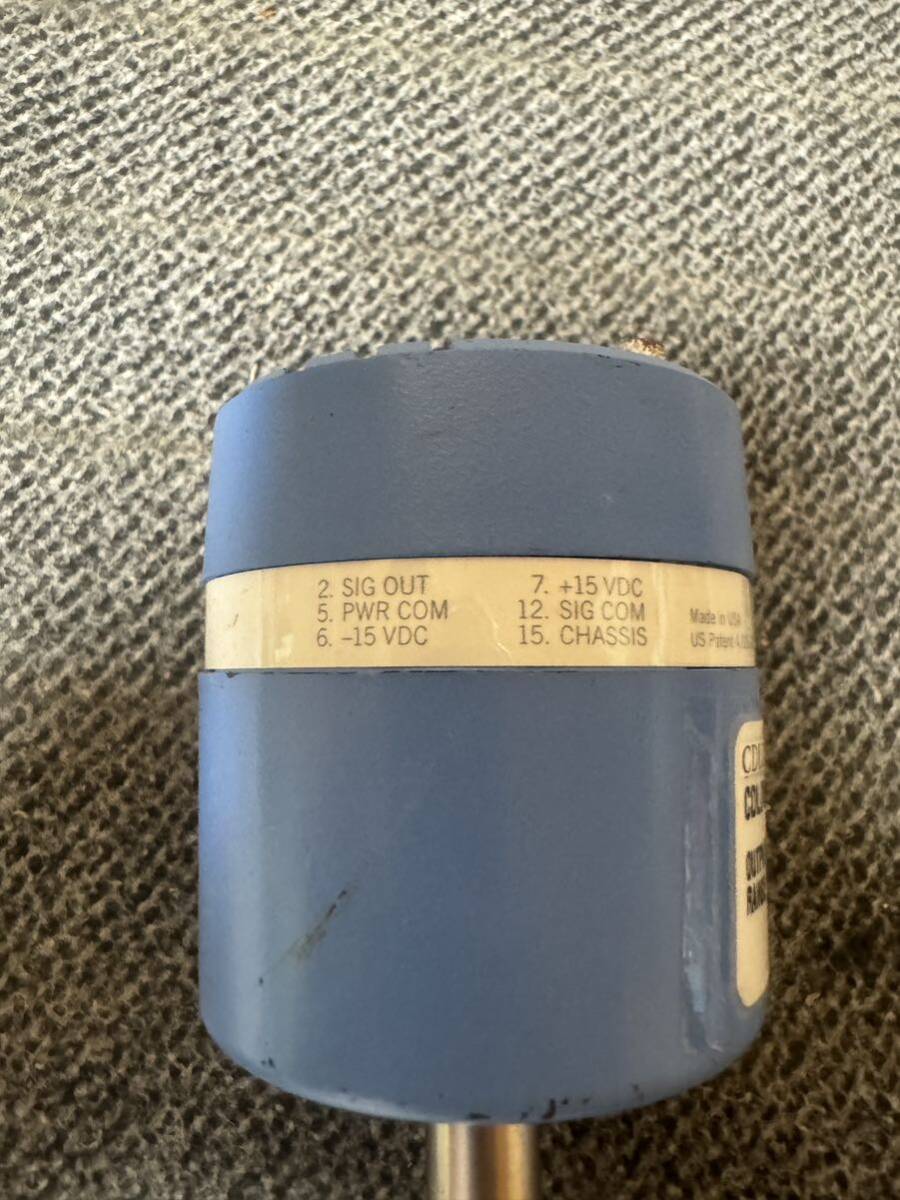 2. SIG OUT
5. PWR COM
6. –15 VDC
7. +15 VDC
12. SIG COM
15. CHASSIS
Made in USA
US Patent